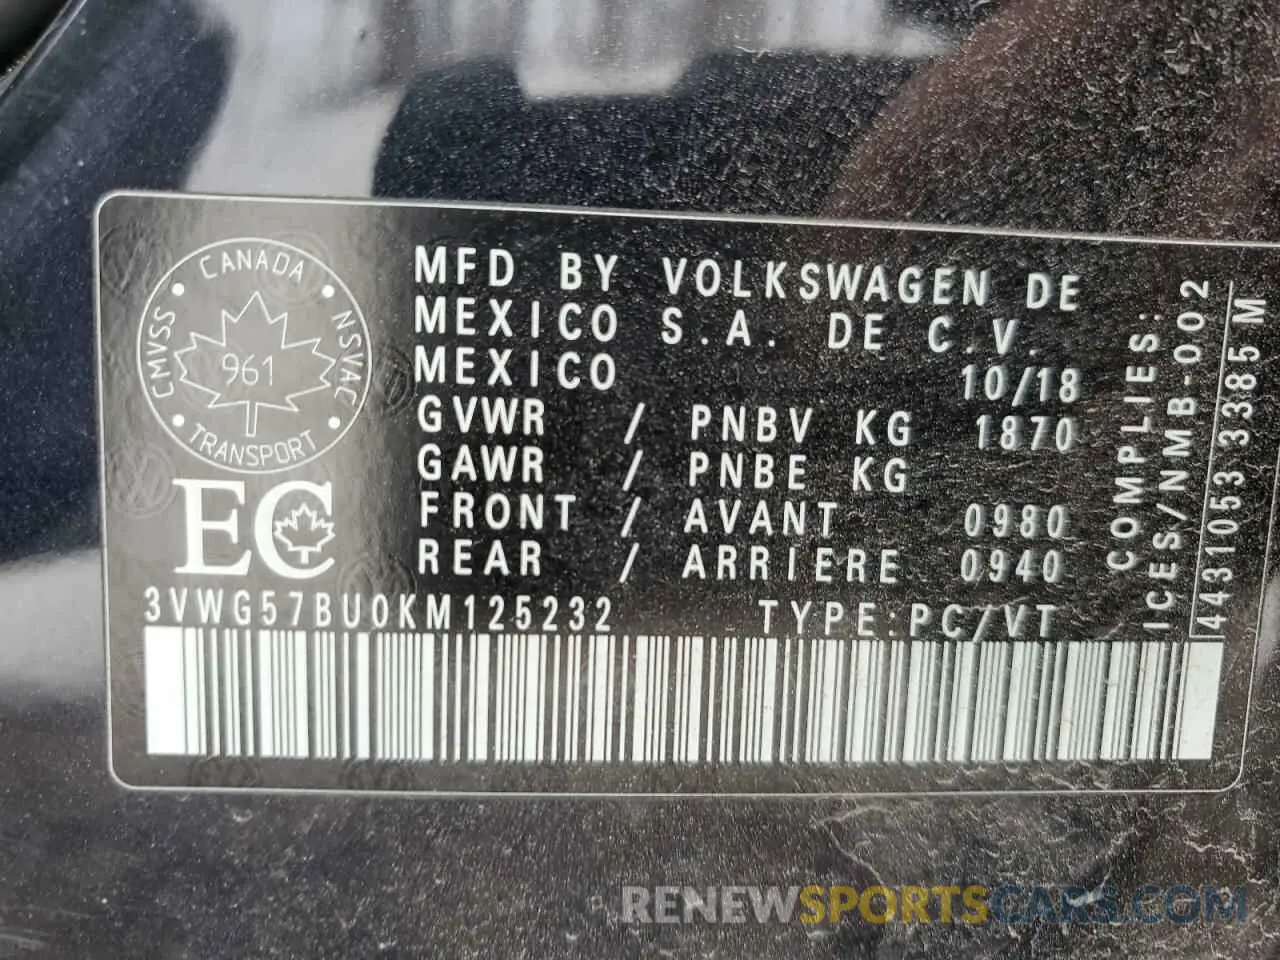 CANADA
CMVSS
NSVAC
961
TRANSPORT
EC
MFD BY VOLKSWAGEN DE
MEXICO S.A. DE C.V.
MEXICO 10/18
GVWR / PNBV KG 1870
GAWR / PNBE KG
FRONT / AVANT 0980
REAR / ARRIERE 0940
3VWG57BU0KM125232 TYPE:PC/VT
COMPLIES:
ICES/NMB-002
4431053 3385 M
RENEWSPORTSCARS.COM